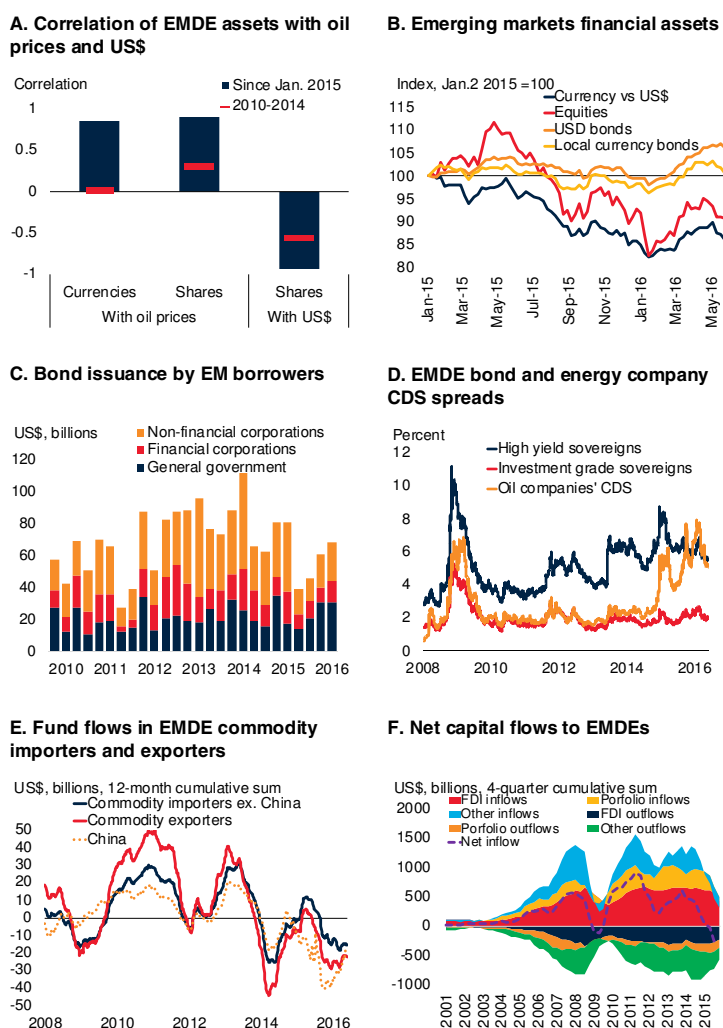 A. Correlation of EMDE assets with oil
prices and US$
Correlation
Since Jan. 2015
2010-2014
1
0.5
0
-0.5
-1
Currencies
Shares
Shares
With oil prices
With US$
B. Emerging markets financial assets
Index, Jan.2 2015 =100
Currency vs US$
Equities
USD bonds
Local currency bonds
115
110
105
100
95
90
85
80
Jan-15
Mar-15
May-15
Jul-15
Sep-15
Nov-15
Jan-16
Mar-16
May-16
C. Bond issuance by EM borrowers
US$, billions
Non-financial corporations
Financial corporations
General government
120
100
80
60
40
20
0
2010
2011
2012
2013
2014
2015
2016
D. EMDE bond and energy company
CDS spreads
Percent
High yield sovereigns
Investment grade sovereigns
Oil companies' CDS
12
10
8
6
4
2
0
2008
2010
2012
2014
2016
E. Fund flows in EMDE commodity
importers and exporters
US$, billions, 12-month cumulative sum
Commodity importers ex. China
Commodity exporters
China
50
40
30
20
10
0
-10
-20
-30
-40
-50
2008
2010
2012
2014
2016
F. Net capital flows to EMDEs
US$, billions, 4-quarter cumulative sum
FDI inflows
Porfolio inflows
Other inflows
FDI outflows
Porfolio outflows
Other outflows
Net inflow
2000
1500
1000
500
0
-500
-1000
2001
2002
2003
2004
2005
2006
2007
2008
2009
2010
2011
2012
2013
2014
2015